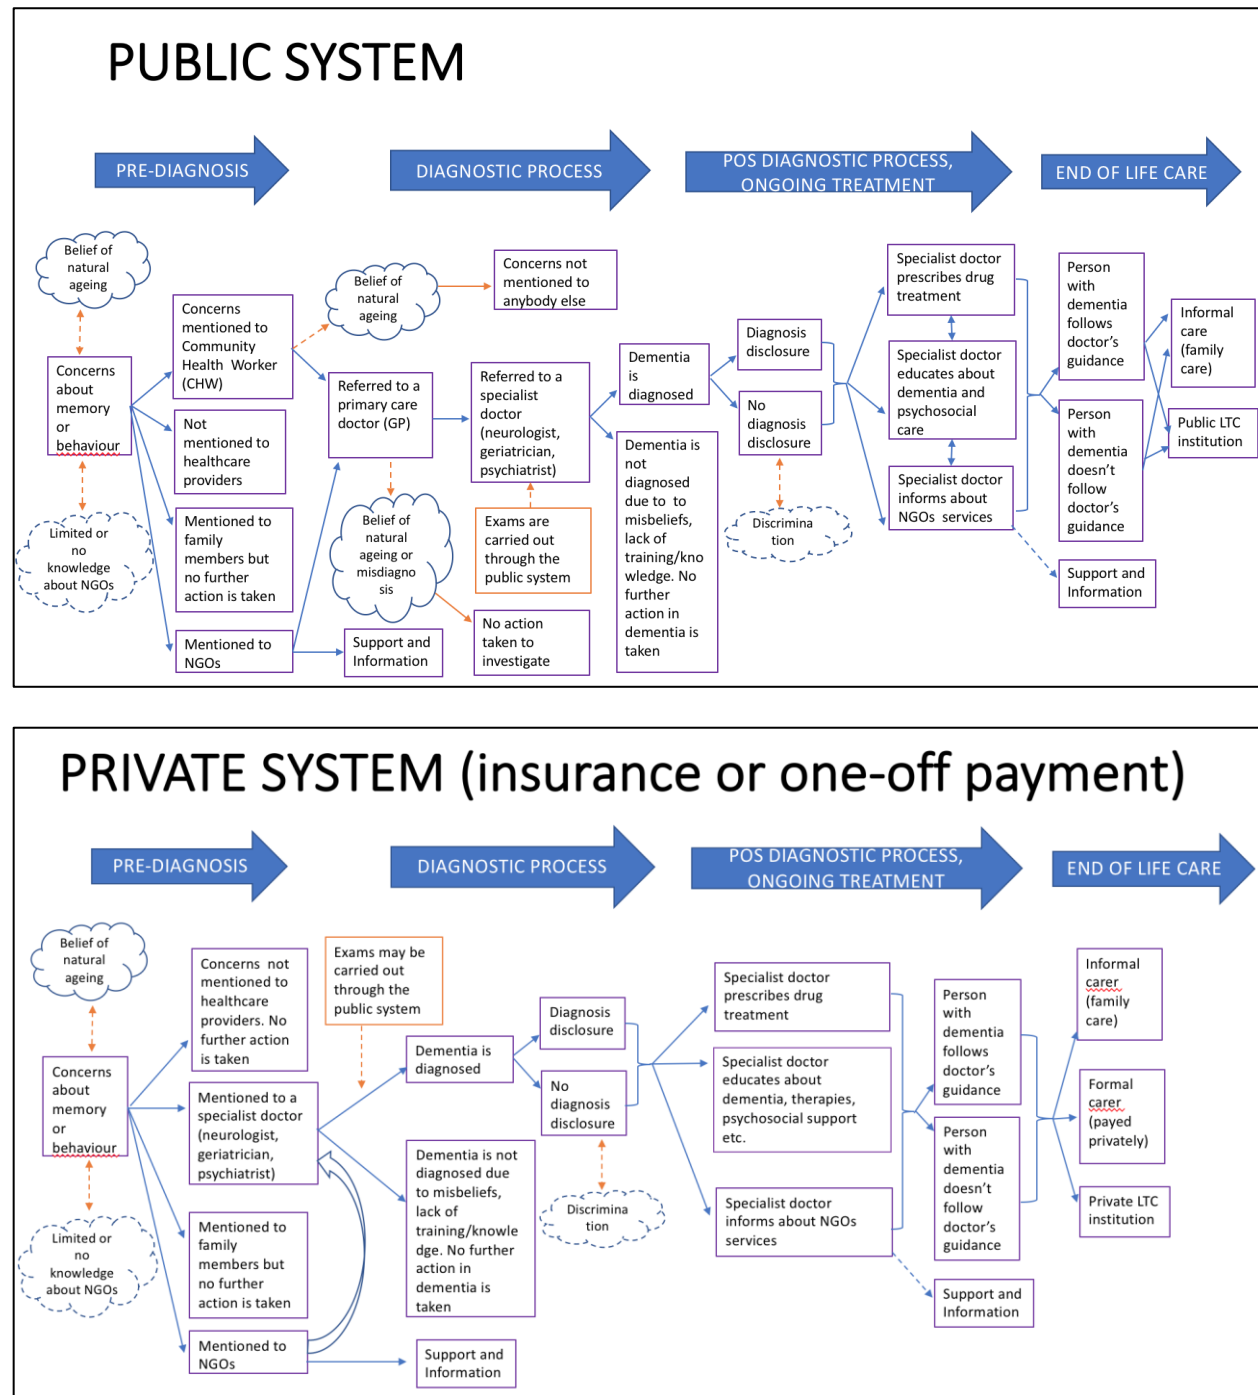 PUBLIC SYSTEM
PRE-DIAGNOSIS
DIAGNOSTIC PROCESS
POS DIAGNOSTIC PROCESS,
ONGOING TREATMENT
END OF LIFE CARE
Belief of
natural
ageing
Concerns
about
memory
or
behaviour
Limited or
no
knowledge
about NGOs
Concerns
mentioned to
Community
Health Worker
(CHW)
Not
mentioned to
healthcare
providers
Mentioned to
family
members but
no further
action is taken
Mentioned to
NGOs
Belief of
natural
ageing
Concerns not
mentioned to
anybody else
Referred to a
primary care
doctor (GP)
Belief of
natural
ageing or
misdiagno
sis
Support and
Information
Referred to a
specialist
doctor
(neurologist,
geriatrician,
psychiatrist)
Exams are
carried out
through the
public system
No action
taken to
investigate
Dementia
is
diagnosed
Dementia is
not
diagnosed
due to to
misbeliefs,
lack of
training/kno
wledge. No
further
action in
dementia is
taken
Diagnosis
disclosure
No
diagnosis
disclosure
Discrimina
tion
Specialist doctor
prescribes drug
treatment
Specialist doctor
educates about
dementia and
psychosocial
care
Specialist doctor
informs about
NGOs services
Person
with
dementia
follows
doctor's
guidance
Person
with
dementia
doesn't
follow
doctor's
guidance
Support and
Information
Informal
care
(family
care)
Public LTC
institution
PRIVATE SYSTEM (insurance or one-off payment)
PRE-DIAGNOSIS
DIAGNOSTIC PROCESS
POS DIAGNOSTIC PROCESS,
ONGOING TREATMENT
END OF LIFE CARE
Belief of
natural
ageing
Concerns
about
memory
or
behaviour
Limited or
no
knowledge
about NGOs
Concerns not
mentioned to
healthcare
providers. No
further action
is taken
Mentioned to a
specialist doctor
(neurologist,
geriatrician,
psychiatrist)
Mentioned to
family
members but
no further
action is taken
Mentioned to
NGOs
Exams may be
carried out
through the
public system
Dementia is
diagnosed
Dementia is not
diagnosed due
to misbeliefs,
lack of
training/knowle
dge. No further
action in
dementia is
taken
Support and
Information
Diagnosis
disclosure
No
diagnosis
disclosure
Discrimina
tion
Specialist doctor
prescribes drug
treatment
Specialist doctor
educates about
dementia, therapies,
psychosocial support
etc.
Specialist doctor
informs about NGOs
services
Person
with
dementia
follows
doctor's
guidance
Person
with
dementia
doesn't
follow
doctor's
guidance
Support and
Information
Informal
carer
(family
care)
Formal
carer
(payed
privately)
Private LTC
institution